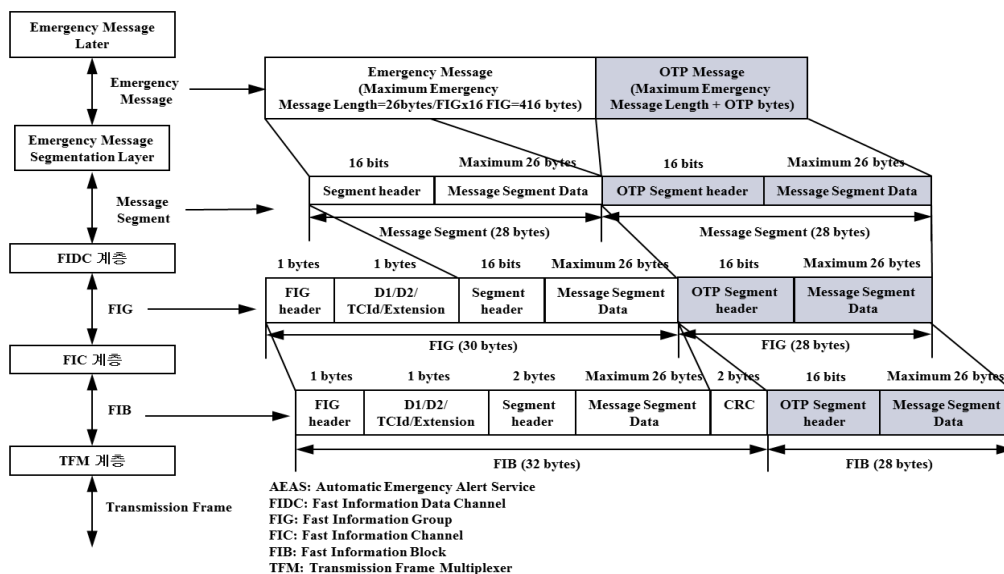 Emergency Message
Later
Emergency
Message
Emergency Message
(Maximum Emergency
Message Length=26bytes/FIGx16 FIG=416 bytes)
OTP Message
(Maximum Emergency
Message Length + OTP bytes)
Emergency Message
Segmentation Layer
16 bits
Maximum 26 bytes
16 bits
Maximum 26 bytes
Segment header
Message Segment Data
OTP Segment header
Message Segment Data
Message
Segment
Message Segment (28 bytes)
Message Segment (28 bytes)
FIDC 계층
1 bytes
1 bytes
16 bits
Maximum 26 bytes
16 bits
Maximum 26 bytes
FIG
FIG
header
D1/D2/
TCId/Extension
Segment
header
Message Segment
Data
OTP Segment
header
Message Segment
Data
FIG (30 bytes)
FIG (28 bytes)
FIC 계층
1 bytes
1 bytes
2 bytes
Maximum 26 bytes
2 bytes
16 bits
Maximum 26 bytes
FIB
FIG
header
D1/D2/
TCId/Extension
Segment
header
Message Segment
Data
CRC
OTP Segment
header
Message Segment
Data
TFM 계층
FIB (32 bytes)
FIB (28 bytes)
Transmission Frame
AEAS: Automatic Emergency Alert Service
FIDC: Fast Information Data Channel
FIG: Fast Information Group
FIC: Fast Information Channel
FIB: Fast Information Block
TFM: Transmission Frame Multiplexer